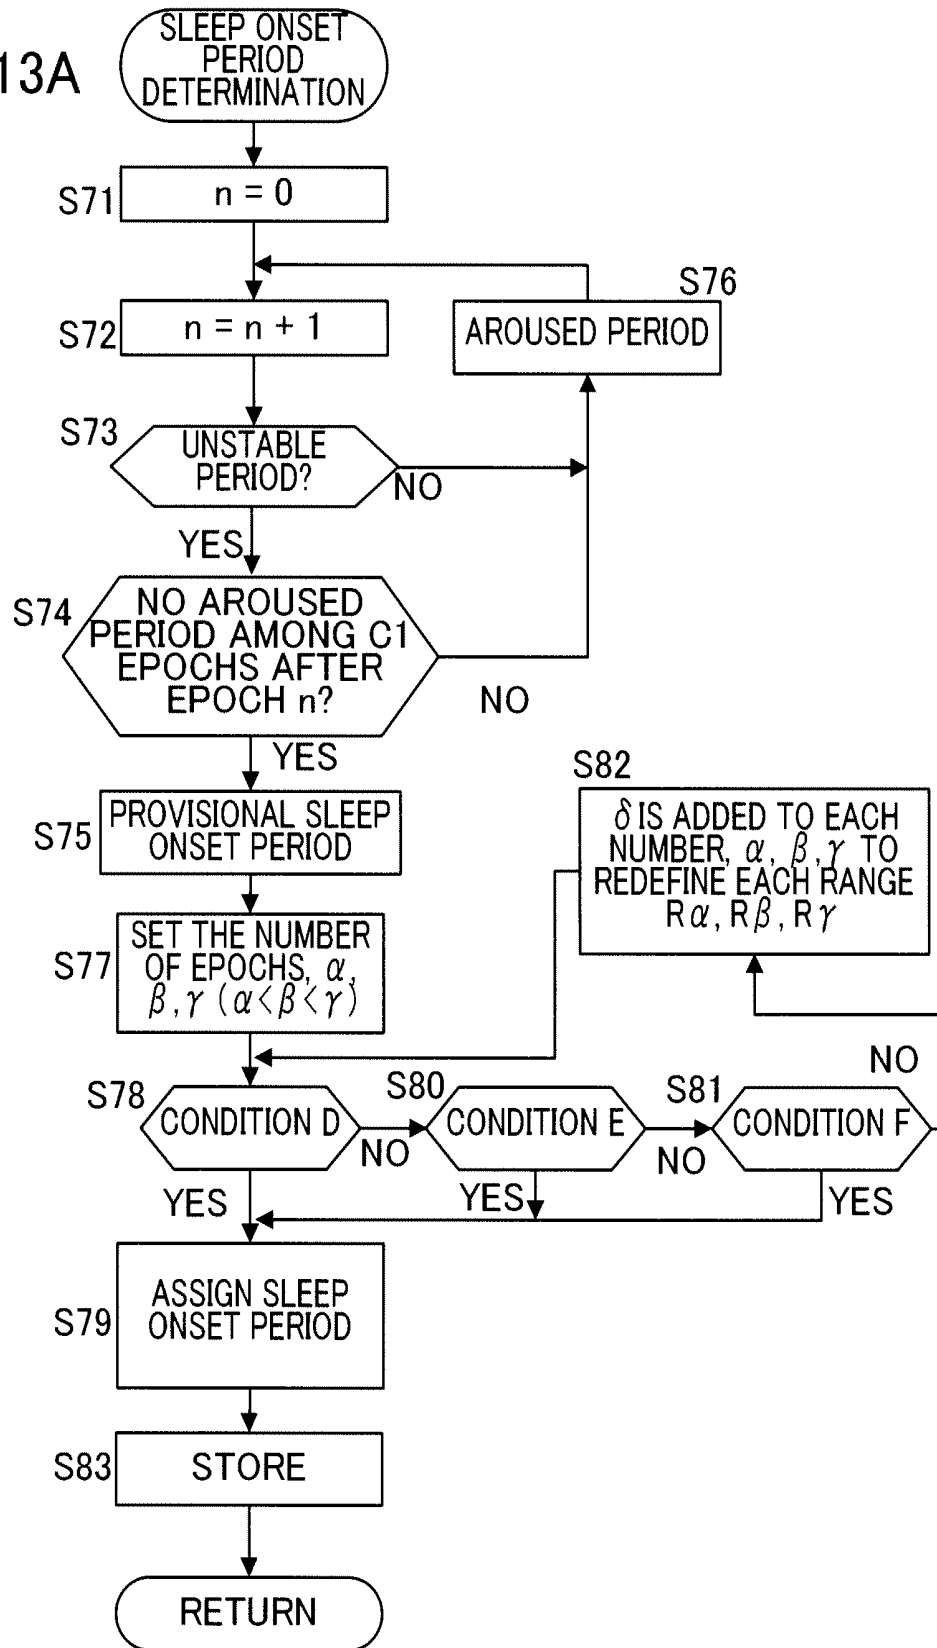 13A
SLEEP ONSET
PERIOD
DETERMINATION
S71
n = 0
S76
S72
n = n + 1
AROUSED PERIOD
S73
UNSTABLE
PERIOD?
NO
YES
S74
NO AROUSED
PERIOD AMONG C1
EPOCHS AFTER
EPOCH n?
NO
YES
S82
S75
PROVISIONAL SLEEP
ONSET PERIOD
δ IS ADDED TO EACH
NUMBER, α, β, γ TO
REDEFINE EACH RANGE
Rα, Rβ, Rγ
S77
SET THE NUMBER
OF EPOCHS, α,
β, γ (α<β<γ)
NO
S78
CONDITION D
NO
S80
CONDITION E
NO
S81
CONDITION F
YES
YES
YES
S79
ASSIGN SLEEP
ONSET PERIOD
S83
STORE
RETURN